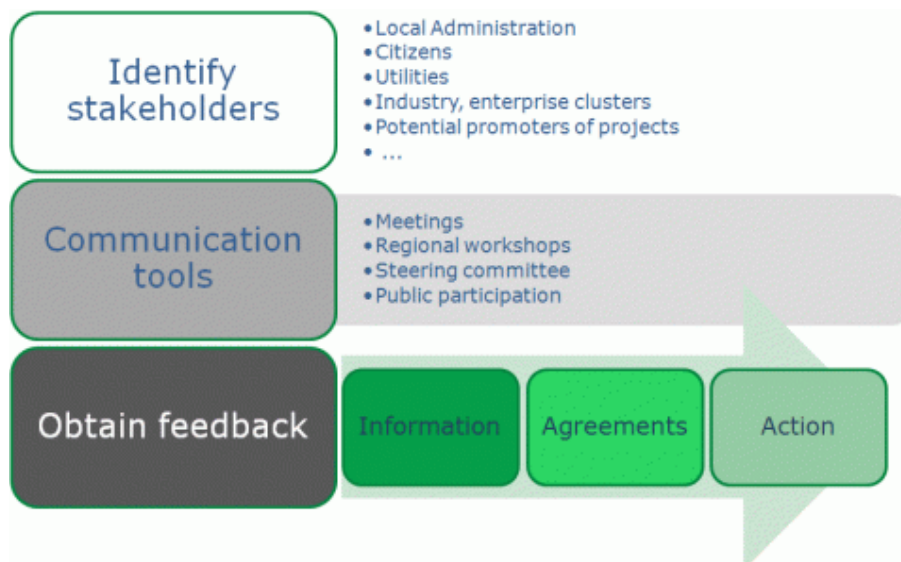 Identify
stakeholders
• Local Administration
• Citizens
• Utilities
• Industry, enterprise clusters
• Potential promoters of projects
• ...
Communication
tools
• Meetings
• Regional workshops
• Steering committee
• Public participation
Obtain feedback
Information
Agreements
Action